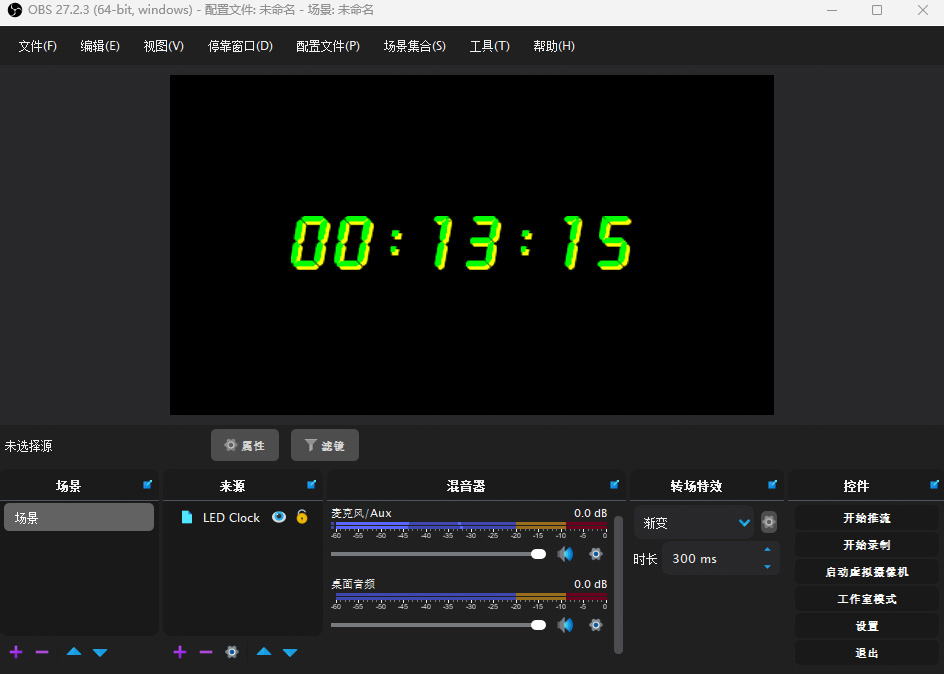 OBS 27.2.3 (64-bit, windows) - 配置文件: 未命名 - 场景: 未命名
文件(F) 编辑(E) 视图(V) 停靠窗口(D) 配置文件(P) 场景集合(S) 工具(T) 帮助(H)
00:13:15
未选择源 属性 滤镜
场景 来源 混音器 转场特效 控件
场景
LED Clock
麦克风/Aux 0.0 dB
-60 -55 -50 -45 -40 -35 -30 -25 -20 -15 -10 -5 0
桌面音频 0.0 dB
-60 -55 -50 -45 -40 -35 -30 -25 -20 -15 -10 -5 0
渐变
时长 300 ms
开始推流
开始录制
启动虚拟摄像机
工作室模式
设置
退出